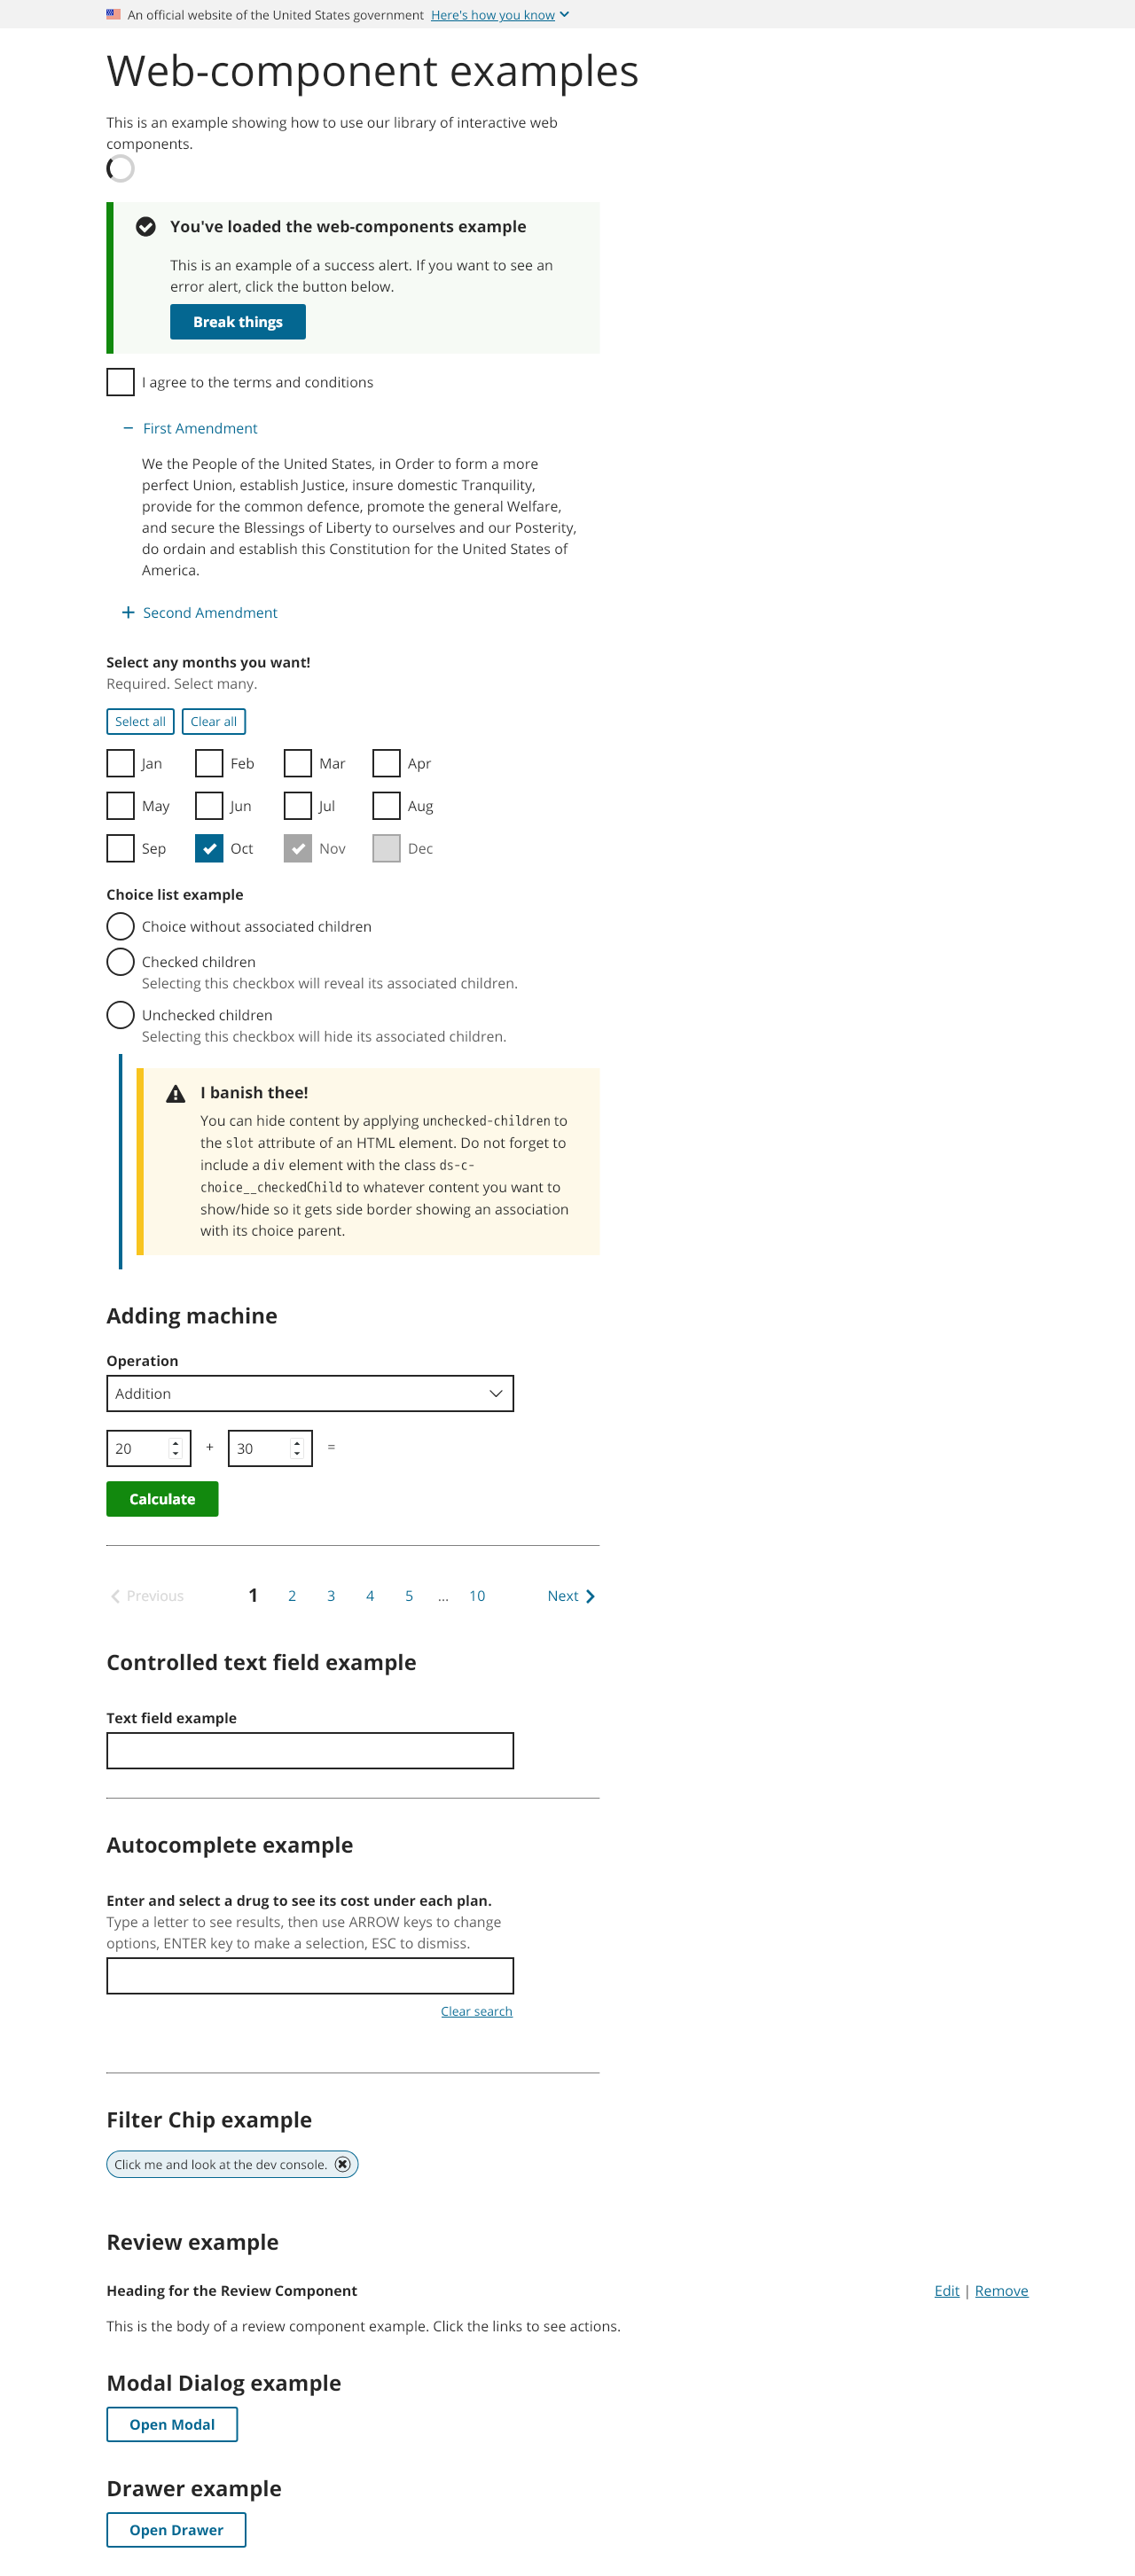 An official website of the United States government Here's how you know
Web-component examples
This is an example showing how to use our library of interactive web
components.
You've loaded the web-components example
This is an example of a success alert. If you want to see an
error alert, click the button below.
Break things
I agree to the terms and conditions
First Amendment
We the People of the United States, in Order to form a more
perfect Union, establish Justice, insure domestic Tranquility,
provide for the common defence, promote the general Welfare,
and secure the Blessings of Liberty to ourselves and our Posterity,
do ordain and establish this Constitution for the United States of
America.
Second Amendment
Select any months you want!
Required. Select many.
Select all Clear all
Jan Feb Mar Apr
May Jun Jul Aug
Sep Oct Nov Dec
Choice list example
Choice without associated children
Checked children
Selecting this checkbox will reveal its associated children.
Unchecked children
Selecting this checkbox will hide its associated children.
I banish thee!
You can hide content by applying unchecked-children to
the slot attribute of an HTML element. Do not forget to
include a div element with the class ds-c-
choice__checkedChild to whatever content you want to
show/hide so it gets side border showing an association
with its choice parent.
Adding machine
Operation
Addition
20 + 30 =
Calculate
Previous 1 2 3 4 5 ... 10 Next
Controlled text field example
Text field example
Autocomplete example
Enter and select a drug to see its cost under each plan.
Type a letter to see results, then use ARROW keys to change
options, ENTER key to make a selection, ESC to dismiss.
Clear search
Filter Chip example
Click me and look at the dev console.
Review example
Heading for the Review Component Edit | Remove
This is the body of a review component example. Click the links to see actions.
Modal Dialog example
Open Modal
Drawer example
Open Drawer